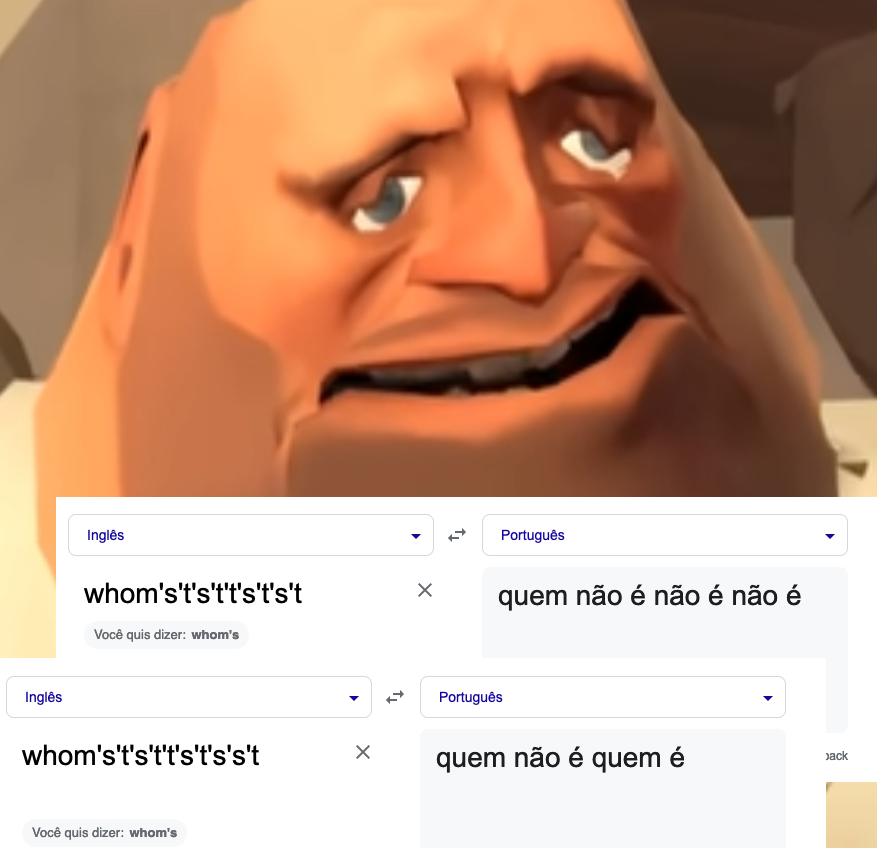 Inglês
Português
whom's't's't't's't's't
quem não é não é não é
Você quis dizer: whom's
Inglês
Português
whom's't's't't's't's's't
quem não é quem é
back
Você quis dizer: whom's